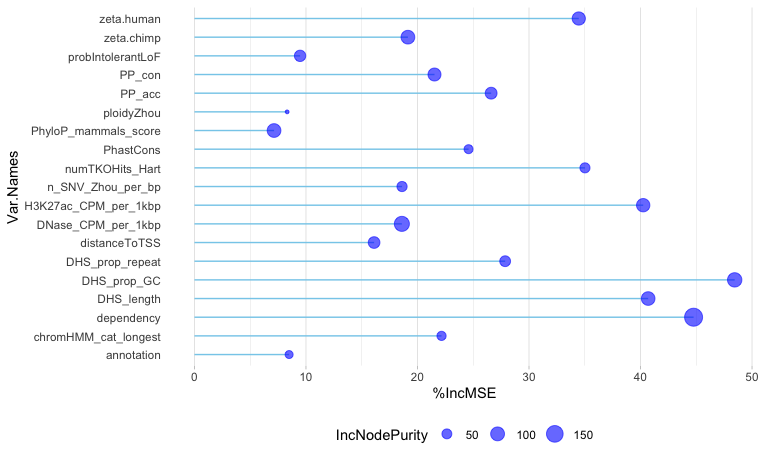 Var.Names
zeta.human
zeta.chimp
probIntolerantLoF
PP_con
PP_acc
ploidyZhou
PhyloP_mammals_score
PhastCons
numTKOHits_Hart
n_SNV_Zhou_per_bp
H3K27ac_CPM_per_1kbp
DNase_CPM_per_1kbp
distanceToTSS
DHS_prop_repeat
DHS_prop_GC
DHS_length
dependency
chromHMM_cat_longest
annotation
0 10 20 30 40 50
%IncMSE
IncNodePurity 50 100 150